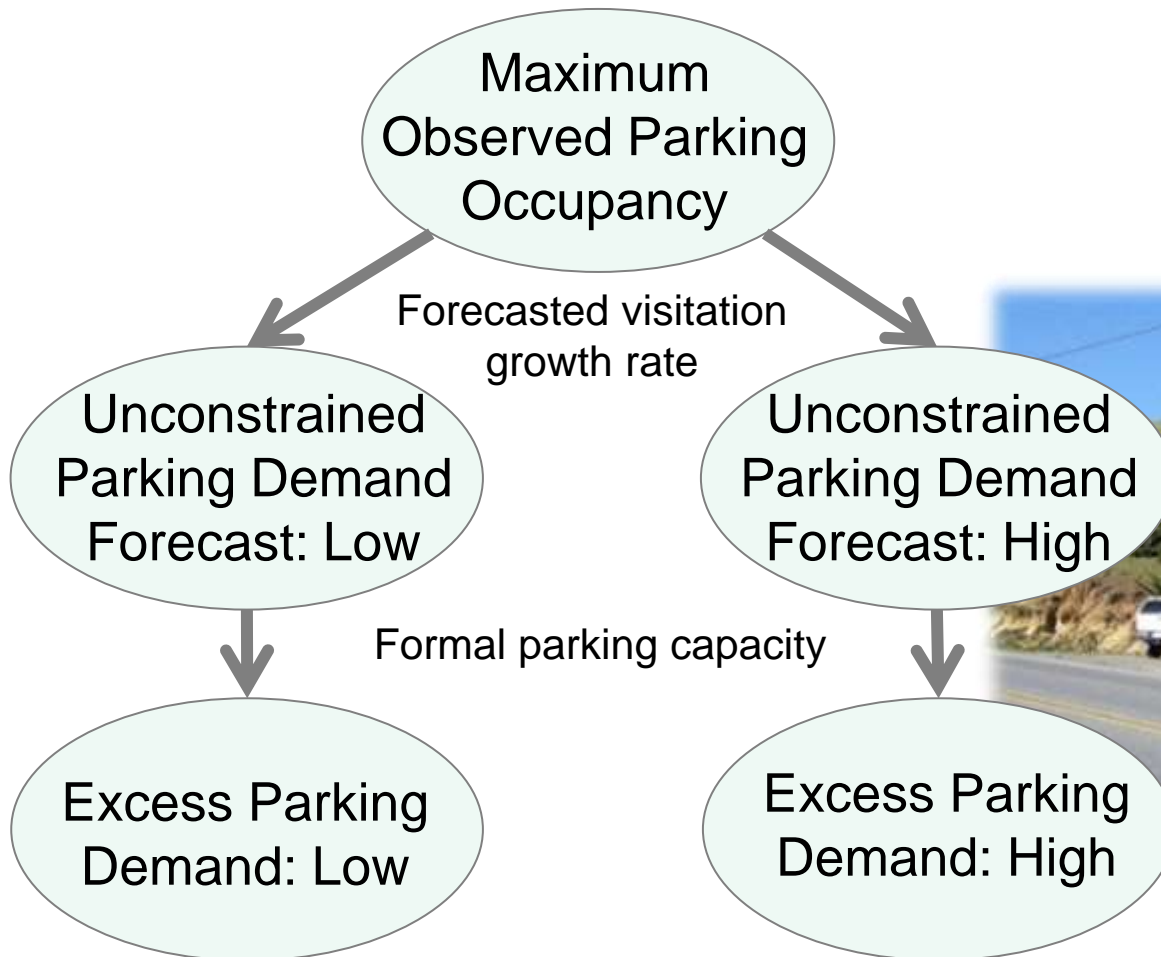 Maximum
Observed Parking
Occupancy
Forecasted visitation
growth rate
Unconstrained
Parking Demand
Forecast: Low
Unconstrained
Parking Demand
Forecast: High
Formal parking capacity
Excess Parking
Demand: Low
Excess Parking
Demand: High